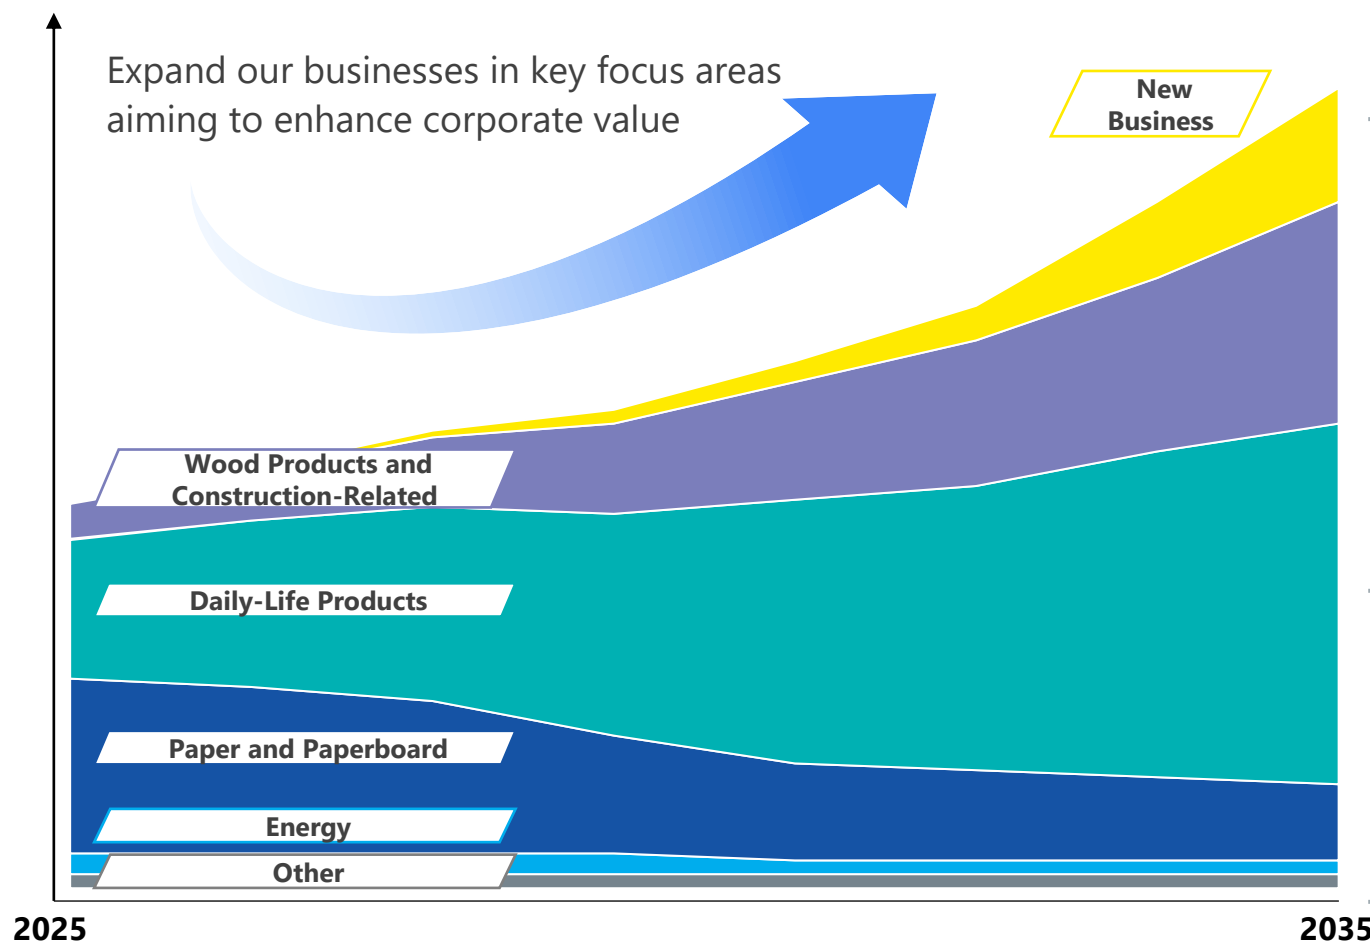 Expand our businesses in key focus areas
aiming to enhance corporate value
New
Business
Wood Products and
Construction-Related
Daily-Life Products
Paper and Paperboard
Energy
Other
2025
2035